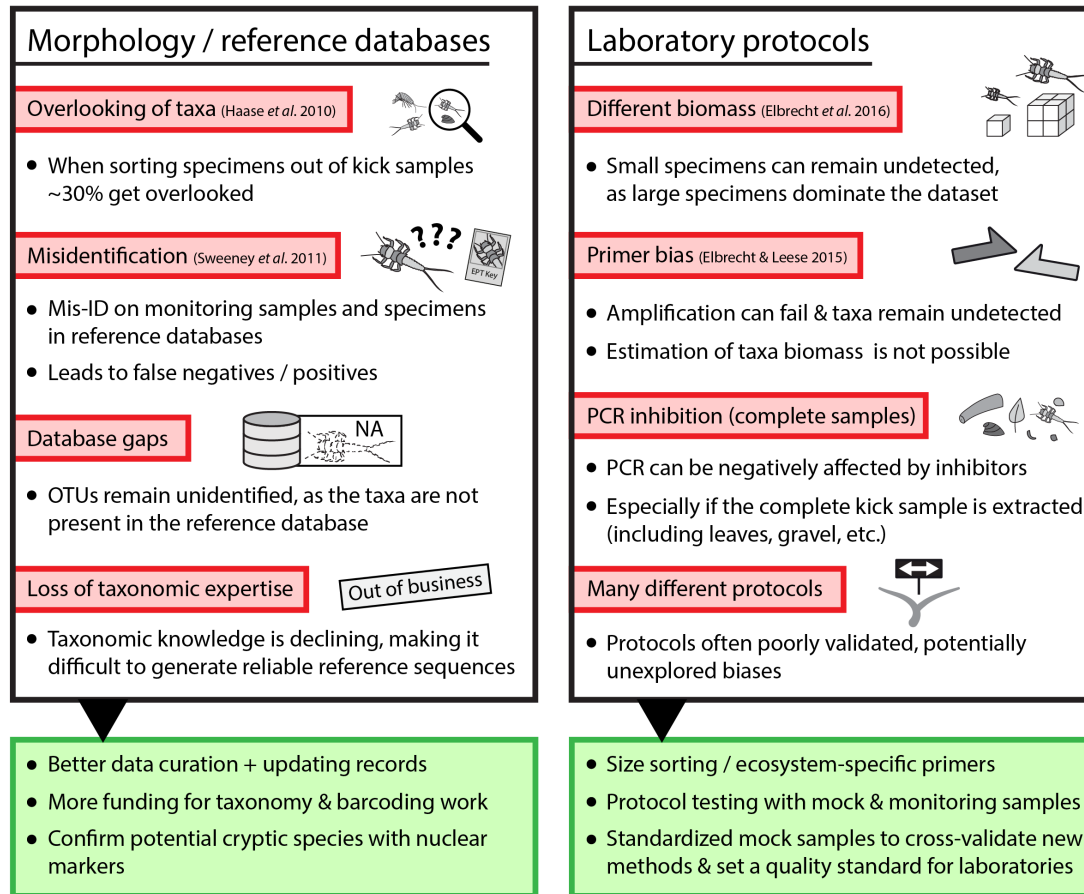 Morphology / reference databases
Overlooking of taxa (Haase et al. 2010)
• When sorting specimens out of kick samples
~30% get overlooked
Misidentification (Sweeney et al. 2011)
???
EPT Key
• Mis-ID on monitoring samples and specimens
in reference databases
• Leads to false negatives / positives
Database gaps
NA
• OTUs remain unidentified, as the taxa are not
present in the reference database
Loss of taxonomic expertise
Out of business
• Taxonomic knowledge is declining, making it
difficult to generate reliable reference sequences
• Better data curation + updating records
• More funding for taxonomy & barcoding work
• Confirm potential cryptic species with nuclear
markers
Laboratory protocols
Different biomass (Elbrecht et al. 2016)
• Small specimens can remain undetected,
as large specimens dominate the dataset
Primer bias (Elbrecht & Leese 2015)
• Amplification can fail & taxa remain undetected
• Estimation of taxa biomass is not possible
PCR inhibition (complete samples)
• PCR can be negatively affected by inhibitors
• Especially if the complete kick sample is extracted
(including leaves, gravel, etc.)
Many different protocols
• Protocols often poorly validated, potentially
unexplored biases
• Size sorting / ecosystem-specific primers
• Protocol testing with mock & monitoring samples
• Standardized mock samples to cross-validate new
methods & set a quality standard for laboratories